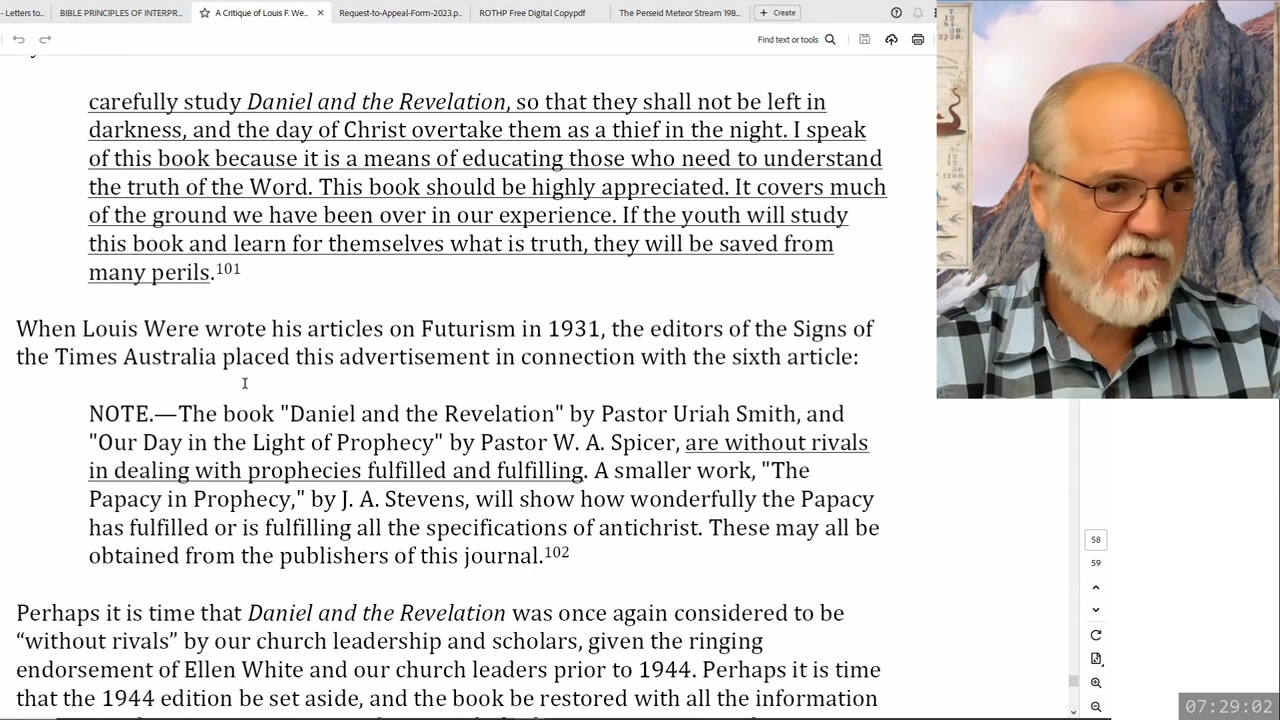 - Letters to
BIBLE PRINCIPLES OF INTERPR...
A Critique of Louis F. We...
Request-to-Appeal-Form-2023.p...
ROTHP Free Digital Copy.pdf
The Perseid Meteor Stream 198...
+ Create
Find text or tools
carefully study Daniel and the Revelation, so that they shall not be left in
darkness, and the day of Christ overtake them as a thief in the night. I speak
of this book because it is a means of educating those who need to understand
the truth of the Word. This book should be highly appreciated. It covers much
of the ground we have been over in our experience. If the youth will study
this book and learn for themselves what is truth, they will be saved from
many perils.101
When Louis Were wrote his articles on Futurism in 1931, the editors of the Signs of
the Times Australia placed this advertisement in connection with the sixth article:
NOTE.—The book "Daniel and the Revelation" by Pastor Uriah Smith, and
"Our Day in the Light of Prophecy" by Pastor W. A. Spicer, are without rivals
in dealing with prophecies fulfilled and fulfilling. A smaller work, "The
Papacy in Prophecy," by J. A. Stevens, will show how wonderfully the Papacy
has fulfilled or is fulfilling all the specifications of antichrist. These may all be
obtained from the publishers of this journal.102
Perhaps it is time that Daniel and the Revelation was once again considered to be
“without rivals” by our church leadership and scholars, given the ringing
endorsement of Ellen White and our church leaders prior to 1944. Perhaps it is time
that the 1944 edition be set aside, and the book be restored with all the information
58
59
07:29:02